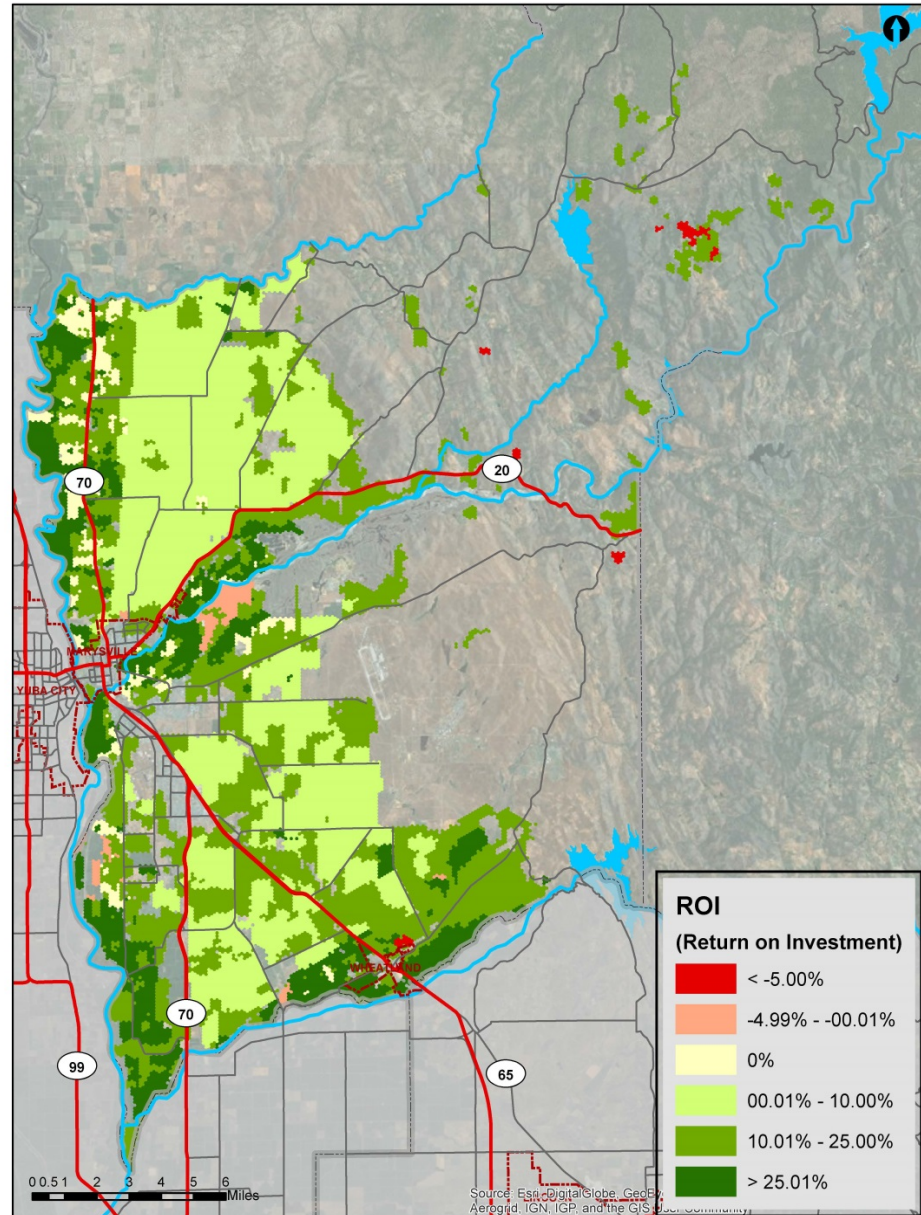 20
70
MARYSVILLE
YUBA CITY
WHEATLAND
70
99
65
LINCOLN
ROI
(Return on Investment)
< -5.00%
-4.99% - -00.01%
0%
00.01% - 10.00%
10.01% - 25.00%
> 25.01%
0 0.5 1 2 3 4 5 6
Miles
Source: Esri, DigitalGlobe, GeoEy
Aerogrid, IGN, IGP, and the GIS User Community